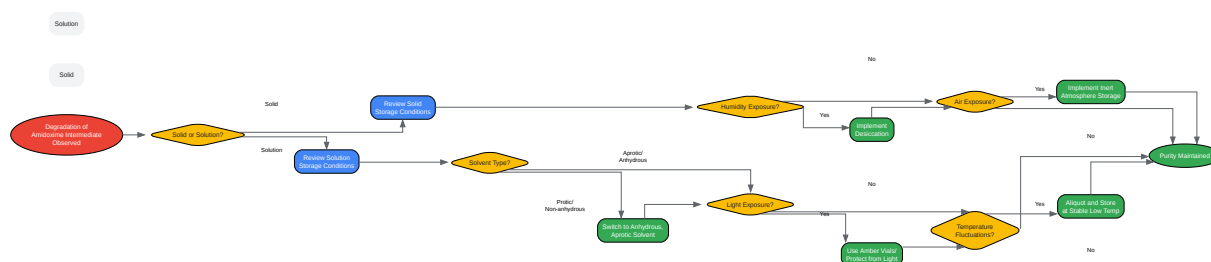 Solution
Solid
Degradation of
Amidoxime Intermediate
Observed
Solid or Solution?
Solid
Solution
Review Solid
Storage Conditions
Review Solution
Storage Conditions
Solvent Type?
Aprotic/
Anhydrous
Protic/
Non-anhydrous
Switch to Anhydrous,
Aprotic Solvent
Humidity Exposure?
Yes
No
Implement
Desiccation
Light Exposure?
No
Yes
Use Amber Vials/
Protect from Light
Air Exposure?
Yes
No
Implement Inert
Atmosphere Storage
Temperature
Fluctuations?
Yes
No
Aliquot and Store
at Stable Low Temp
Purity Maintained